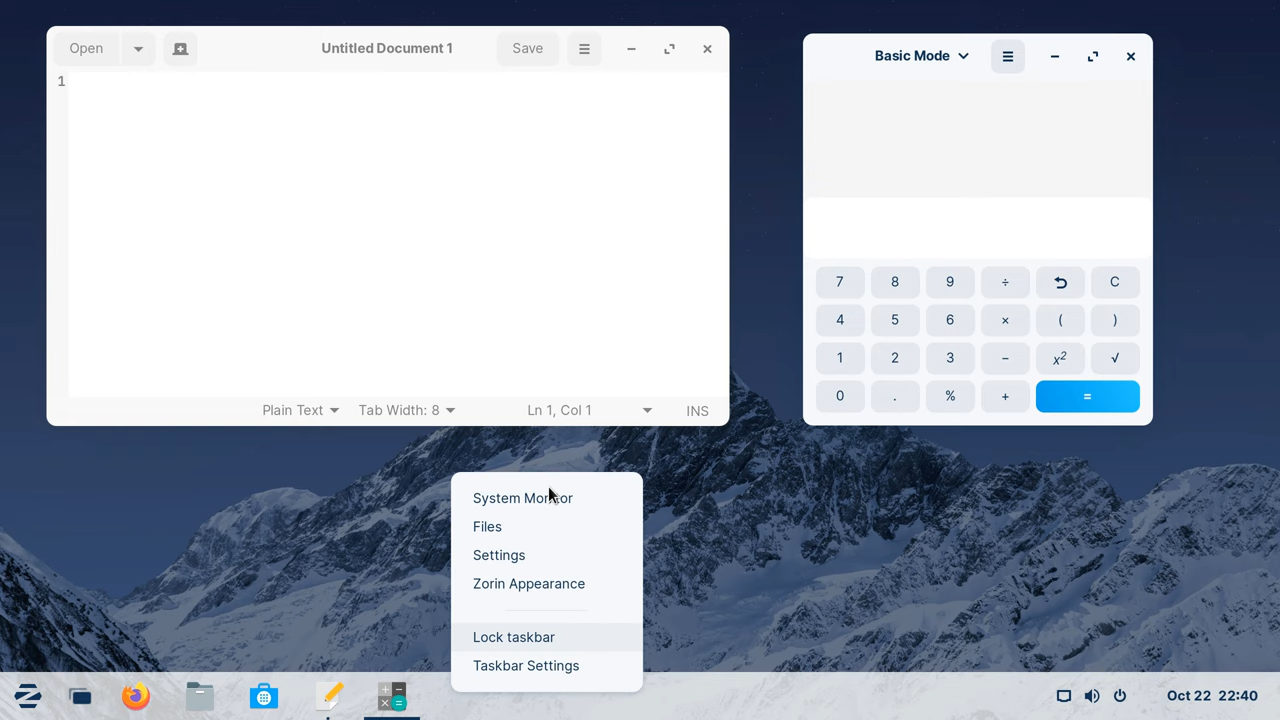 Open
Untitled Document 1
Save
1
Plain Text
Tab Width: 8
Ln 1, Col 1
INS
Basic Mode
7 8 9 ÷ C
4 5 6 × ( )
1 2 3 − x² √
0 . % + =
System Monitor
Files
Settings
Zorin Appearance
Lock taskbar
Taskbar Settings
Oct 22 22:40